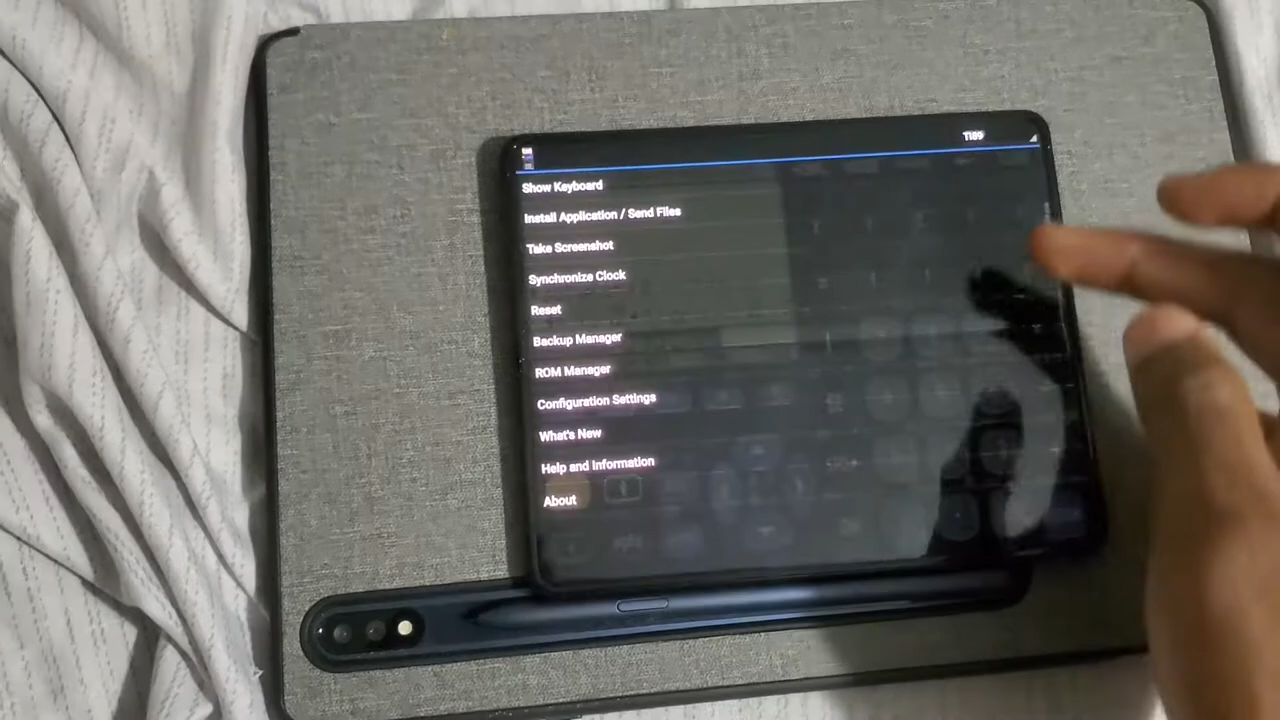 TI89
Show Keyboard
Install Application / Send Files
Take Screenshot
Synchronize Clock
Reset
Backup Manager
ROM Manager
Configuration Settings
What's New
Help and Information
About